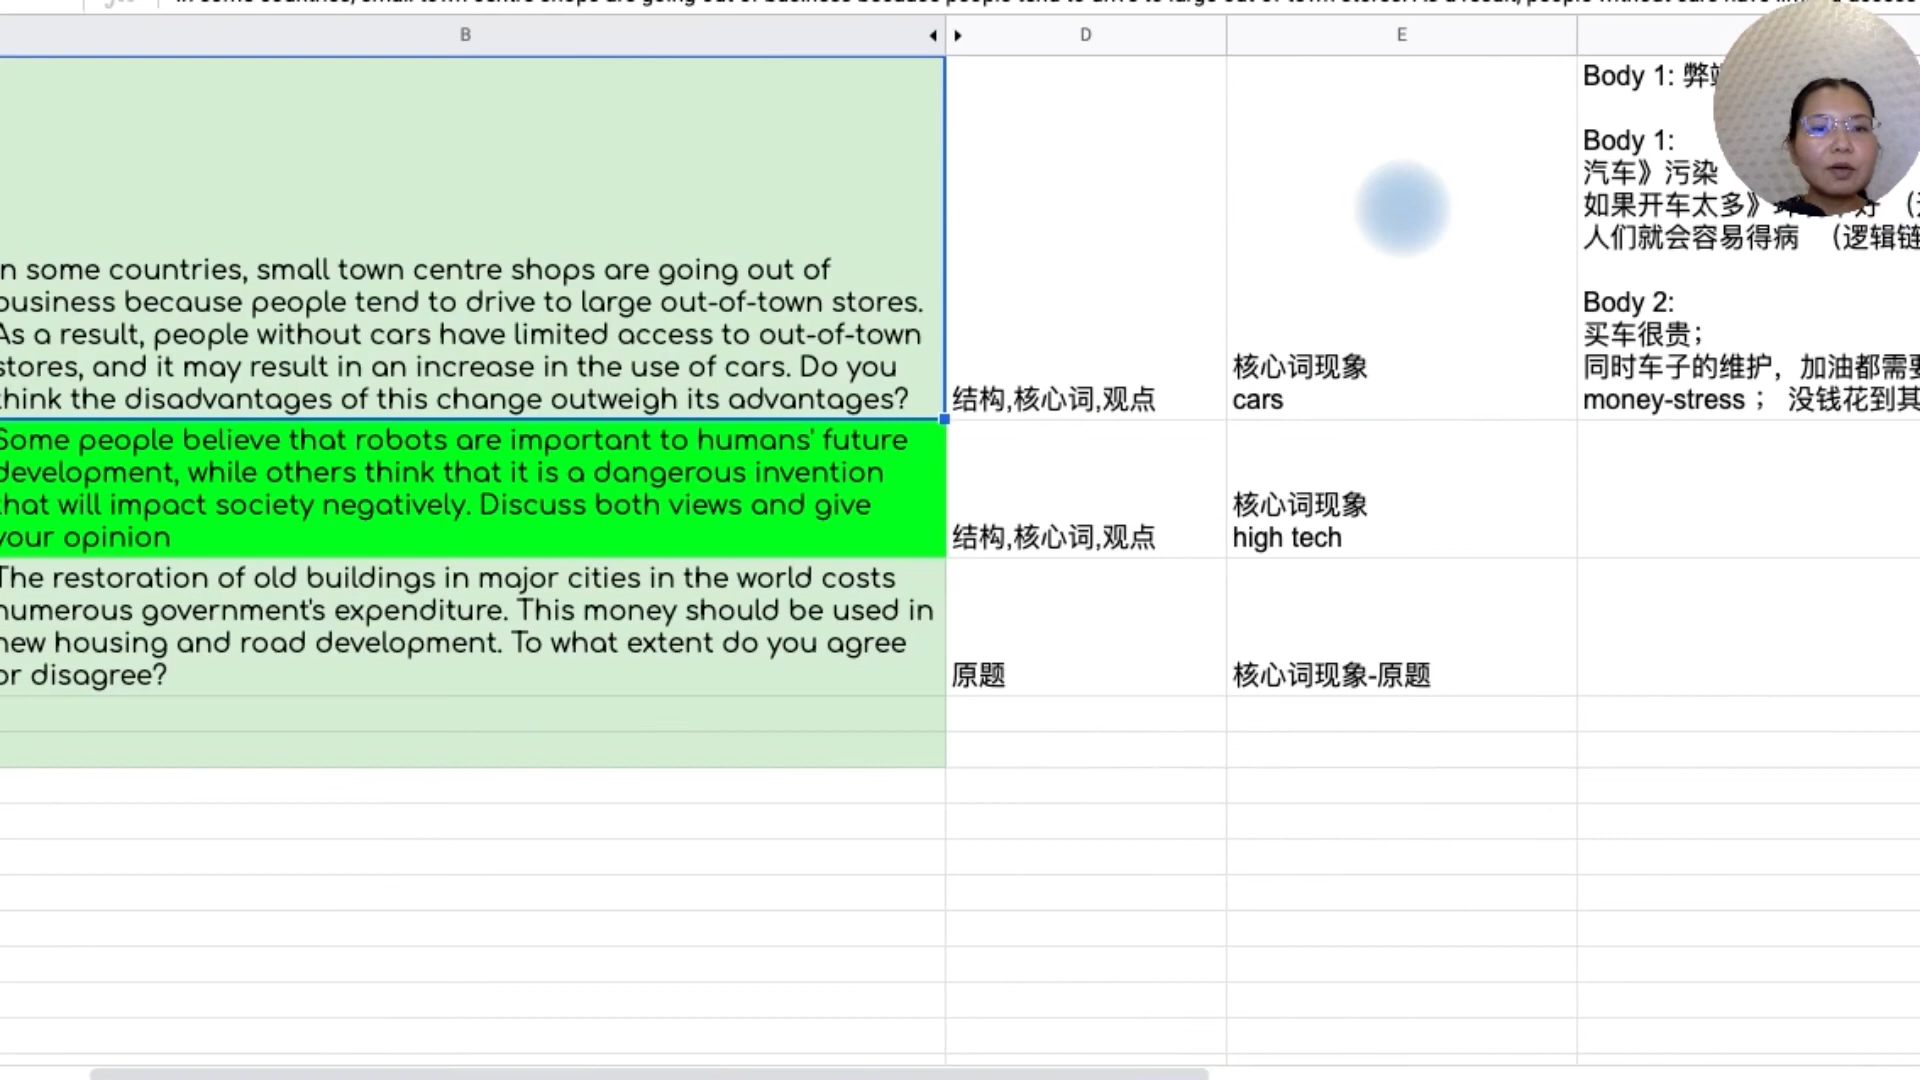 B
D
E
In some countries, small town centre shops are going out of
business because people tend to drive to large out-of-town stores.
As a result, people without cars have limited access to out-of-town
stores, and it may result in an increase in the use of cars. Do you
think the disadvantages of this change outweigh its advantages?
结构,核心词,观点
核心词现象
cars
Body 1:
Body 1:
汽车》污染
如果开车太多》
人们就会容易得病 （逻辑链
Body 2:
买车很贵；
同时车子的维护，加油都需要
money-stress； 没钱花到其
Some people believe that robots are important to humans' future
development, while others think that it is a dangerous invention
that will impact society negatively. Discuss both views and give
your opinion
结构,核心词,观点
核心词现象
high tech
The restoration of old buildings in major cities in the world costs
numerous government's expenditure. This money should be used in
new housing and road development. To what extent do you agree
or disagree?
原题
核心词现象-原题